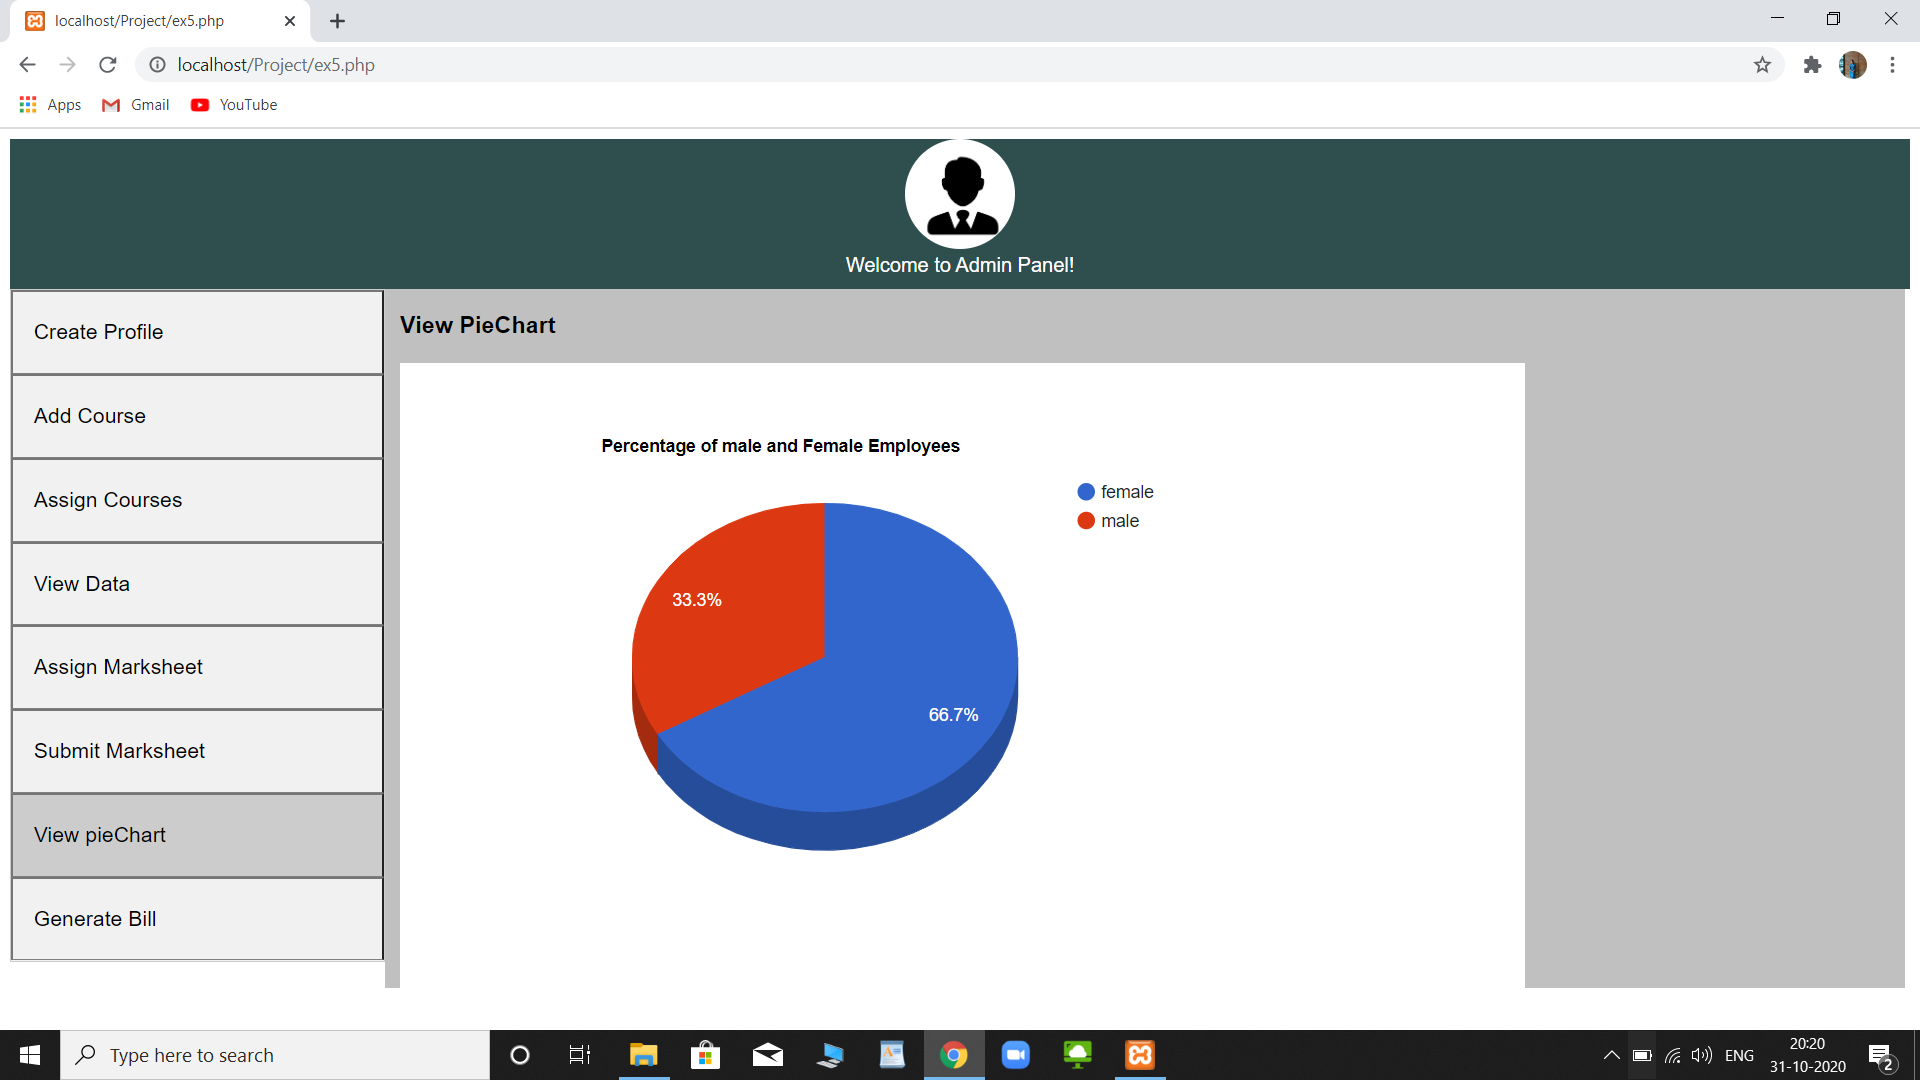 localhost/Project/ex5.php
localhost/Project/ex5.php
Apps Gmail YouTube
Welcome to Admin Panel!
Create Profile
Add Course
Assign Courses
View Data
Assign Marksheet
Submit Marksheet
View pieChart
Generate Bill
View PieChart
Percentage of male and Female Employees
female
male
33.3%
66.7%
Type here to search
ENG
20:20
31-10-2020
2